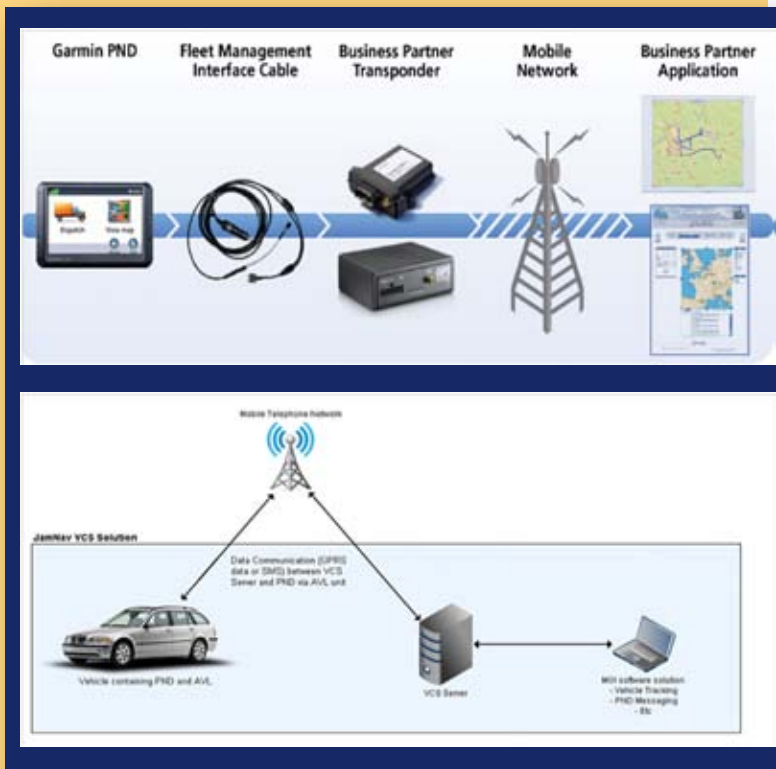 Garmin PND
Fleet Management
Interface Cable
Business Partner
Transponder
Mobile
Network
Business Partner
Application
Dispatch
View map
Mobile Telephone Network
JamNav VCS Solution
Data Communication (GPRS
data or SMS) between VCS
Server and PND via AVL unit
Vehicle containing PND and AVL
VCS Server
MGI software solution
- Vehicle Tracking
- PND Messaging
- Etc